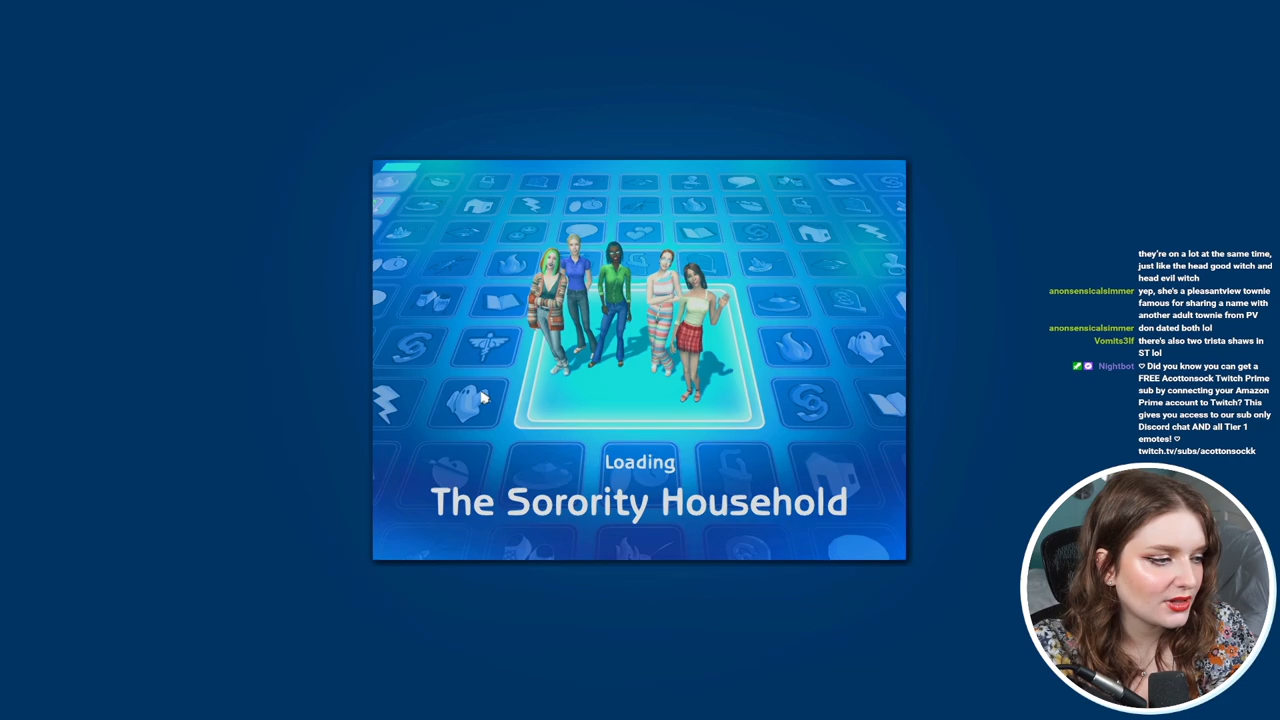 they're on a lot at the same time,
just like the head good witch and
head evil witch
anonsensicalsimmer yep, she's a pleasantview townie
famous for sharing a name with
another adult townie from PV
anonsensicalsimmer don dated both lol
Vomits3lf there's also two trista shaws in
ST lol
Nightbot ♡ Did you know you can get a
FREE Acottonsock Twitch Prime
sub by connecting your Amazon
Prime account to Twitch? This
gives you access to our sub only
Discord chat AND all Tier 1
emotes! ♡
twitch.tv/subs/acottonsockk
Loading
The Sorority Household